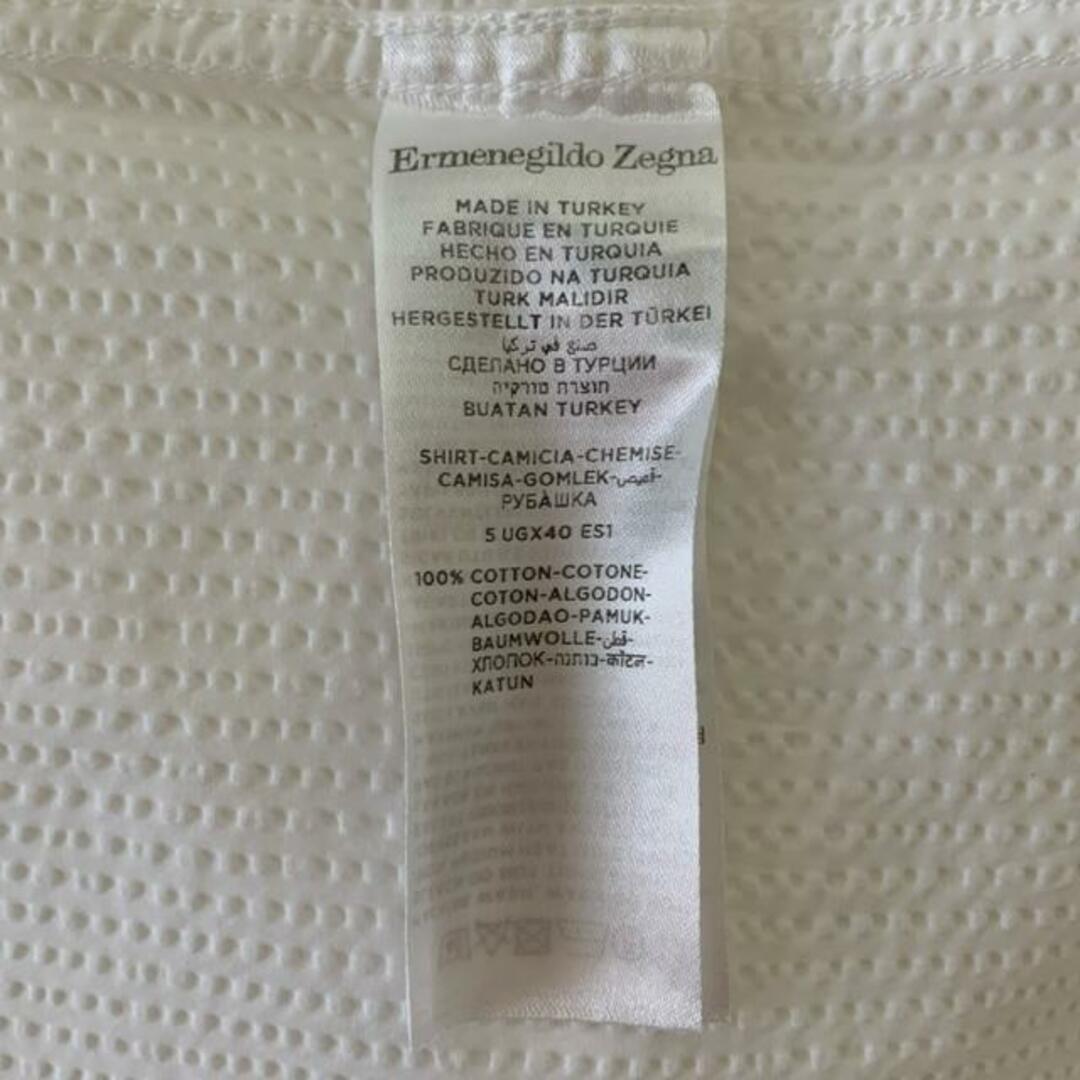 Ermenegildo Zegna
MADE IN TURKEY
FABRIQUE EN TURQUIE
HECHO EN TURQUIA
PRODUZIDO NA TURQUIA
TURK MALIDIR
HERGESTELLT IN DER TÜRKEI
صنع في تركيا
СДЕЛАНО В ТУРЦИИ
תוצרת טורקיה
BUATAN TURKEY
SHIRT-CAMICIA-CHEMISE-
CAMISA-GOMLEK-قميص-
РУБÀШКА
5 UGX40 ES1
100% COTTON-COTONE-
COTON-ALGODON-
ALGODAO-PAMUK-
BAUMWOLLE-قطن-
ХЛОПОК-כותנה-कॉटन-
KATUN